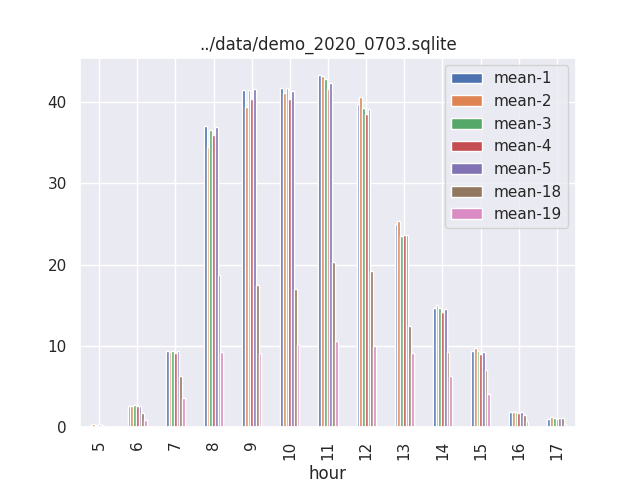 ../data/demo_2020_0703.sqlite
mean-1
mean-2
mean-3
mean-4
mean-5
mean-18
mean-19
40
30
20
10
0
5 6 7 8 9 10 11 12 13 14 15 16 17
hour